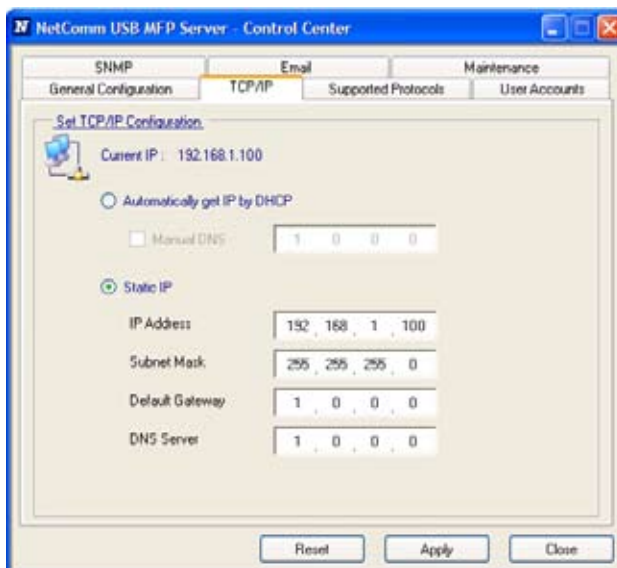 NetComm USB MFP Server - Control Center
SNMP Email Maintenance
General Configuration TCP/IP Supported Protocols User Accounts
Set TCP/IP Configuration
Current IP : 192.168.1.100
Automatically get IP by DHCP
Manual DNS 1 . 0 . 0 . 0
Static IP
IP Address 192 . 168 . 1 . 100
Subnet Mask 255 . 255 . 255 . 0
Default Gateway 1 . 0 . 0 . 0
DNS Server 1 . 0 . 0 . 0
Reset Apply Close